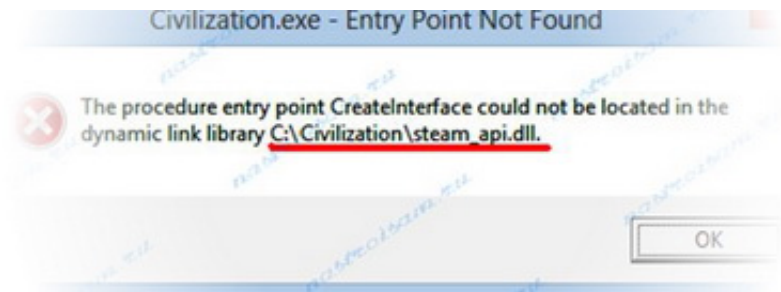 Civilization.exe - Entry Point Not Found
The procedure entry point CreateInterface could not be located in the
dynamic link library C:\Civilization\steam_api.dll.
OK